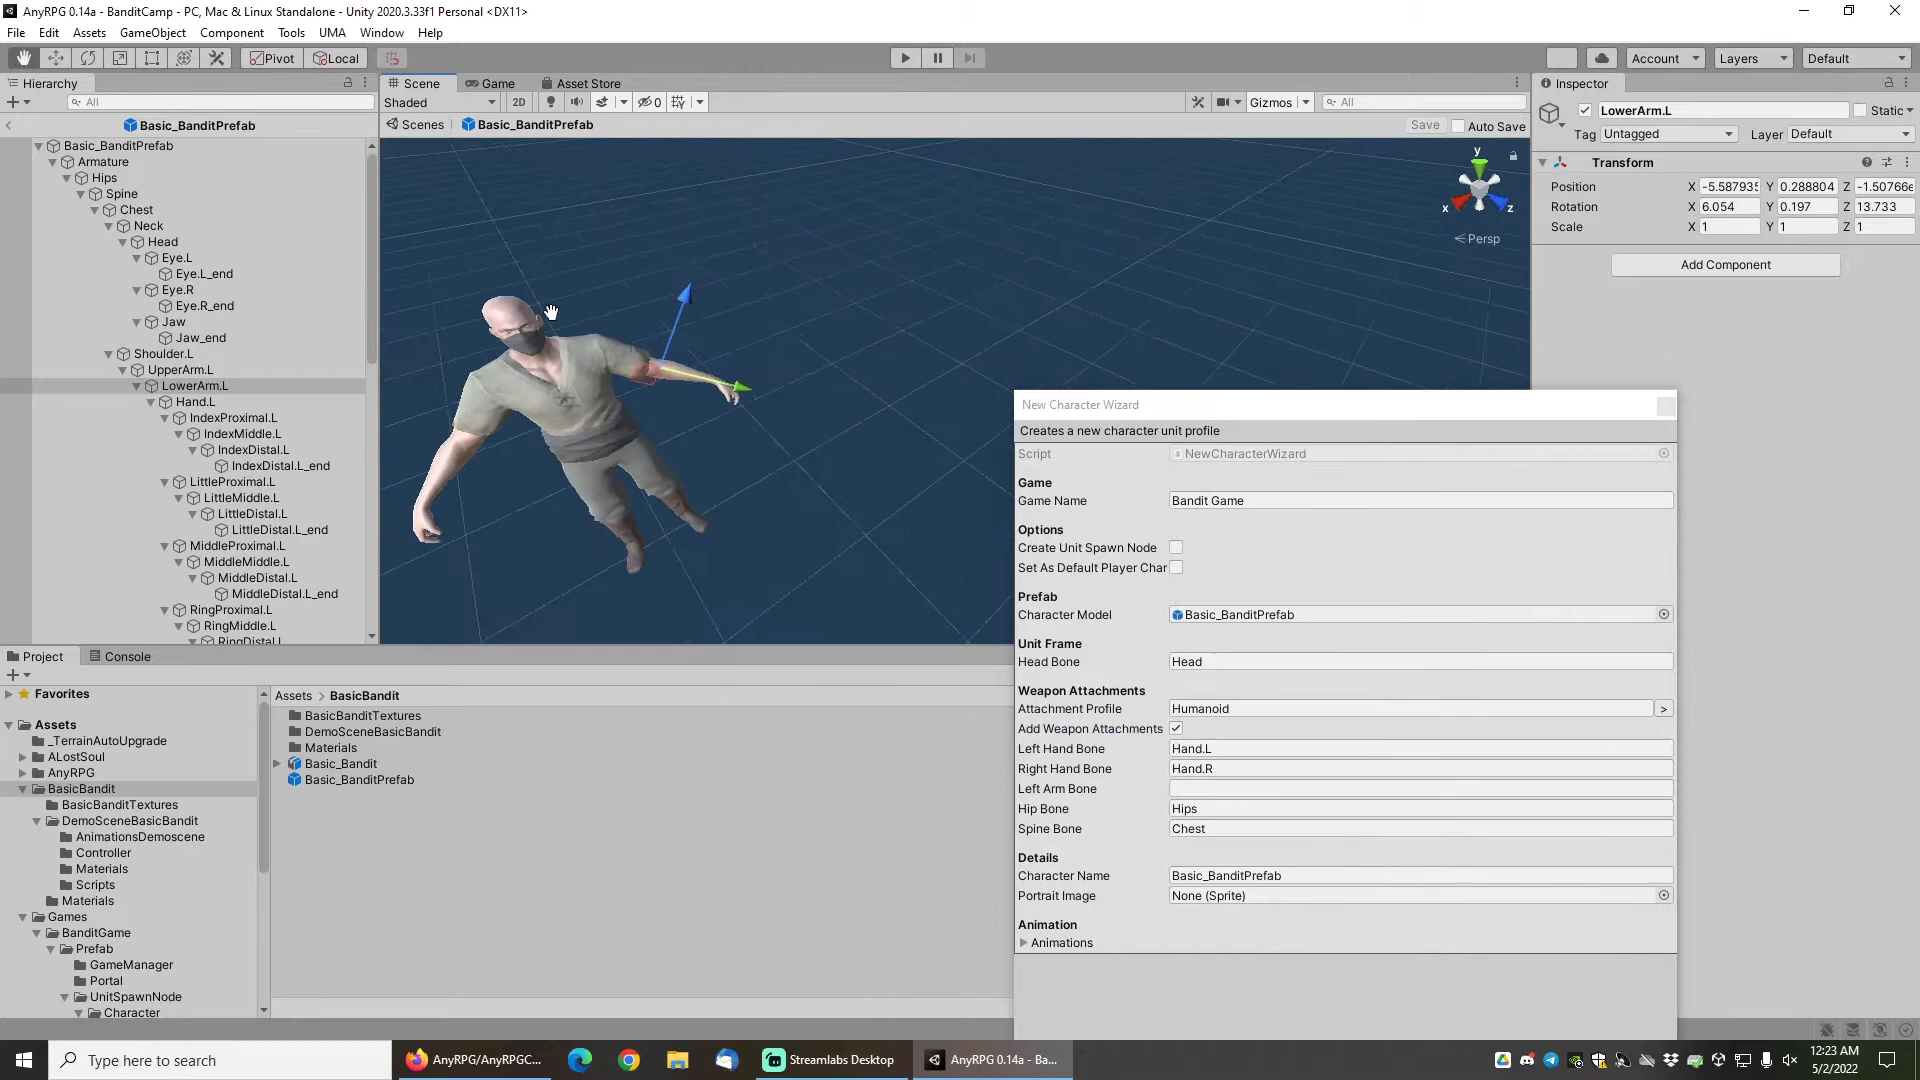 AnyRPG 0.14a - BanditCamp - PC, Mac & Linux Standalone - Unity 2020.3.33f1 Personal <DX11>
File Edit Assets GameObject Component Tools UMA Window Help
Pivot Local Account Layers Default
Hierarchy
All
Basic_BanditPrefab
Basic_BanditPrefab
Armature
Hips
Spine
Chest
Neck
Head
Eye.L
Eye.L_end
Eye.R
Eye.R_end
Jaw
Jaw_end
Shoulder.L
UpperArm.L
LowerArm.L
Hand.L
IndexProximal.L
IndexMiddle.L
IndexDistal.L
IndexDistal.L_end
LittleProximal.L
LittleMiddle.L
LittleDistal.L
LittleDistal.L_end
MiddleProximal.L
MiddleMiddle.L
MiddleDistal.L
MiddleDistal.L_end
RingProximal.L
RingMiddle.L
RingDistal.L
Scene Game Asset Store
Shaded 2D 0 Gizmos All
Scenes Basic_BanditPrefab Save Auto Save
y
x z
Persp
Inspector
LowerArm.L Static
Tag Untagged Layer Default
Transform
Position X -5.587935 Y 0.288804 Z -1.50766e
Rotation X 6.054 Y 0.197 Z 13.733
Scale X 1 Y 1 Z 1
Add Component
New Character Wizard
Creates a new character unit profile
Script # NewCharacterWizard
Game
Game Name Bandit Game
Options
Create Unit Spawn Node
Set As Default Player Char
Prefab
Character Model Basic_BanditPrefab
Unit Frame
Head Bone Head
Weapon Attachments
Attachment Profile Humanoid >
Add Weapon Attachments
Left Hand Bone Hand.L
Right Hand Bone Hand.R
Left Arm Bone
Hip Bone Hips
Spine Bone Chest
Details
Character Name Basic_BanditPrefab
Portrait Image None (Sprite)
Animation
Animations
Project Console
Favorites
Assets
_TerrainAutoUpgrade
ALostSoul
AnyRPG
BasicBandit
BasicBanditTextures
DemoSceneBasicBandit
AnimationsDemoscene
Controller
Materials
Scripts
Materials
Games
BanditGame
Prefab
GameManager
Portal
UnitSpawnNode
Character
Assets > BasicBandit
BasicBanditTextures
DemoSceneBasicBandit
Materials
Basic_Bandit
Basic_BanditPrefab
Type here to search
AnyRPG/AnyRPGC...
Streamlabs Desktop
AnyRPG 0.14a - Ba...
12:23 AM
5/2/2022